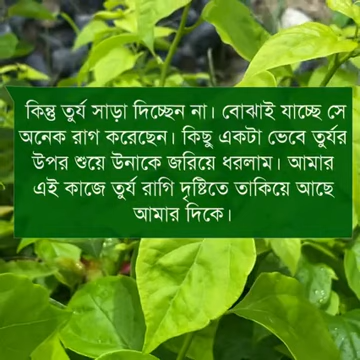 কিন্তু তুর্য সাড়া দিচ্ছেন না। বোঝাই যাচ্ছে সে
অনেক রাগ করেছেন। কিছু একটা ভেবে তুর্যর
উপর শুয়ে উনাকে জরিয়ে ধরলাম। আমার
এই কাজে তুর্য রাগি দৃষ্টিতে তাকিয়ে আছে
আমার দিকে।